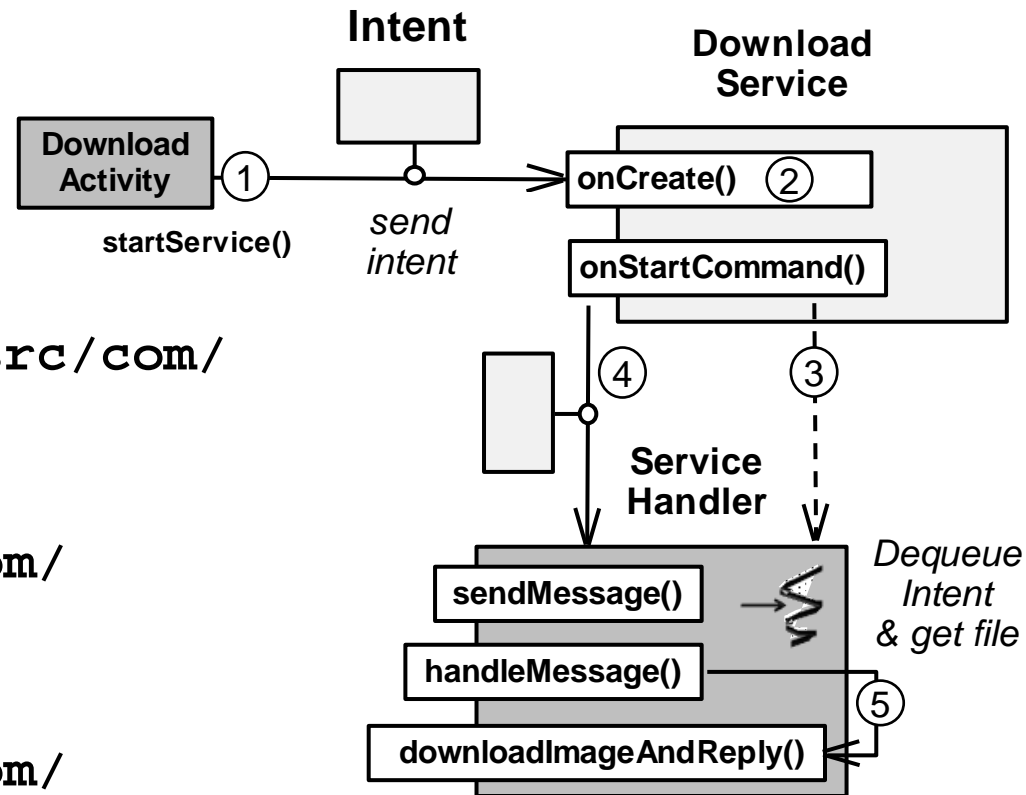 Intent
Download
Service
Download
Activity
1
onCreate()
2
startService()
send
intent
onStartCommand()
rc/com/
4
3
Service
Handler
om/
Dequeue
Intent
& get file
sendMessage()
handleMessage()
5
downloadImageAndReply()
om/